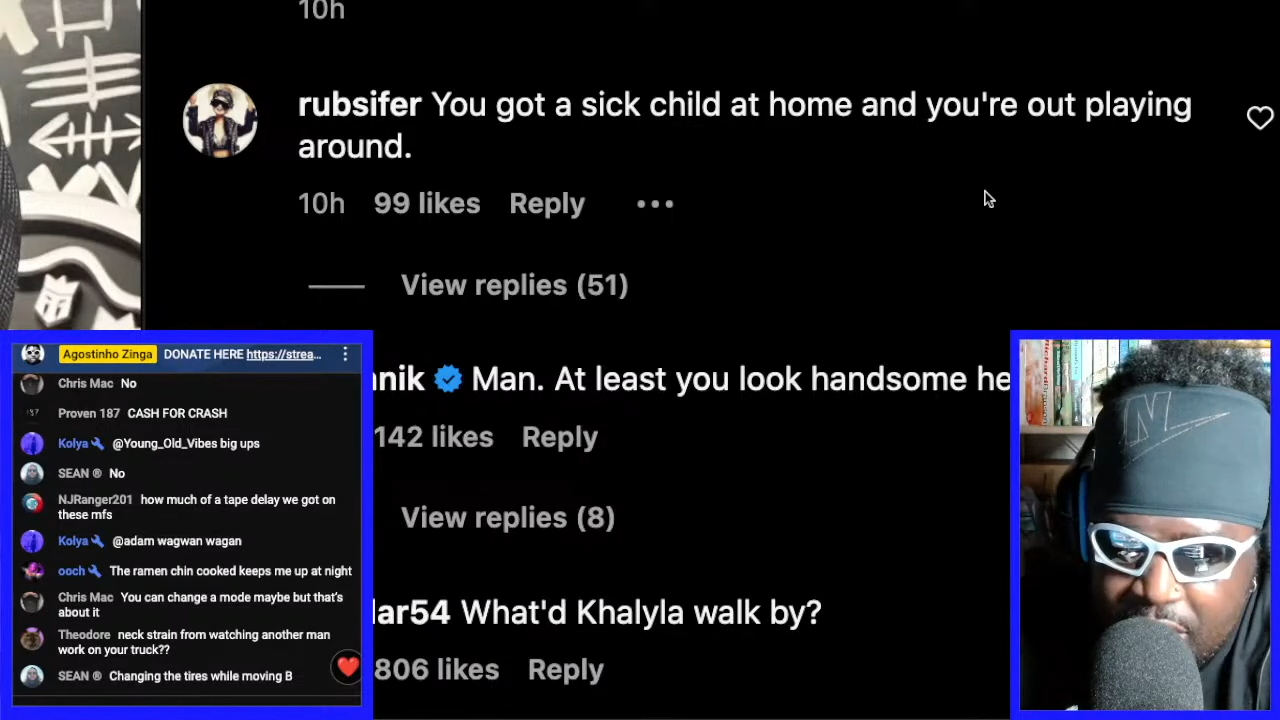 10h
rubsifer You got a sick child at home and you're out playing
around.
10h 99 likes Reply •••
View replies (51)
nik Man. At least you look handsome he
142 likes Reply
View replies (8)
lar54 What'd Khalyla walk by?
806 likes Reply
Agostinho Zinga DONATE HERE https://strea...
Chris Mac No
Proven 187 CASH FOR CRASH
Kolya @Young_Old_Vibes big ups
SEAN ® No
NJRanger201 how much of a tape delay we got on
these mfs
Kolya @adam wagwan wagan
ooch The ramen chin cooked keeps me up at night
Chris Mac You can change a mode maybe but that's
about it
Theodore neck strain from watching another man
work on your truck??
SEAN ® Changing the tires while moving B